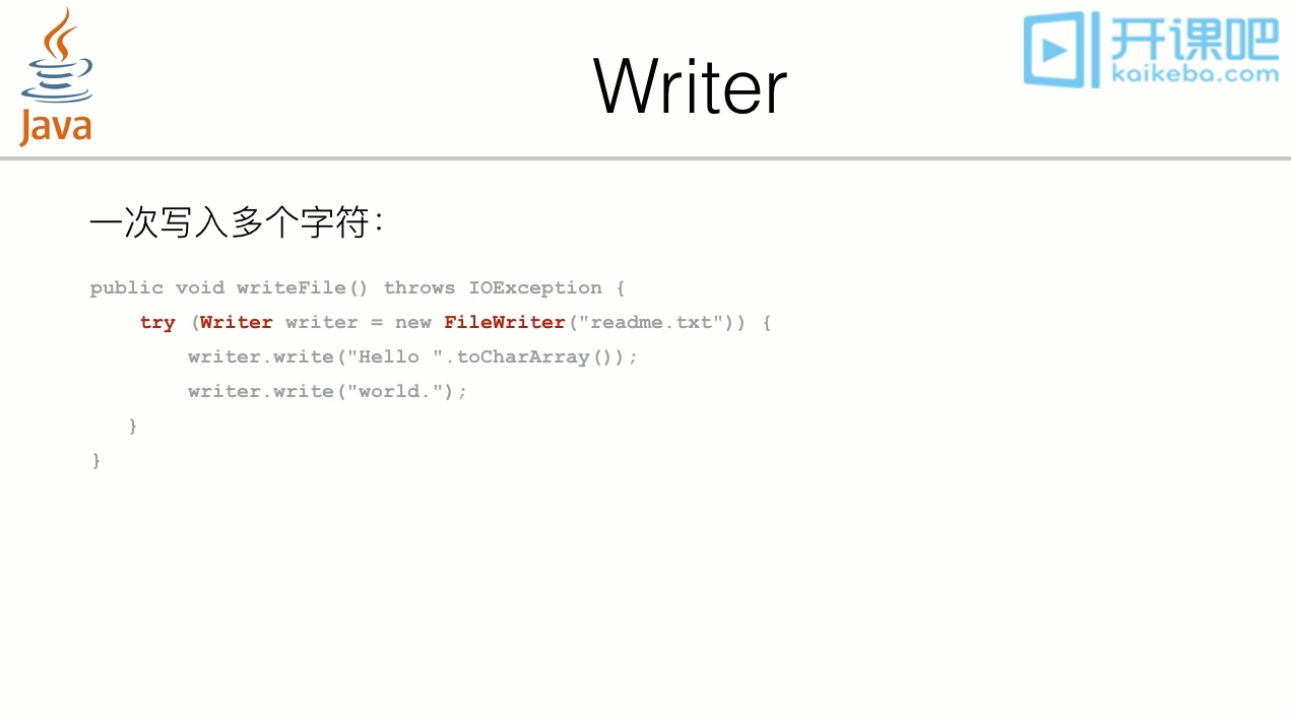 Java
Writer
开课吧
kaikeba.com
一次写入多个字符：
public void writeFile() throws IOException {
    try (Writer writer = new FileWriter("readme.txt")) {
        writer.write("Hello ".toCharArray());
        writer.write("world.");
   }
}